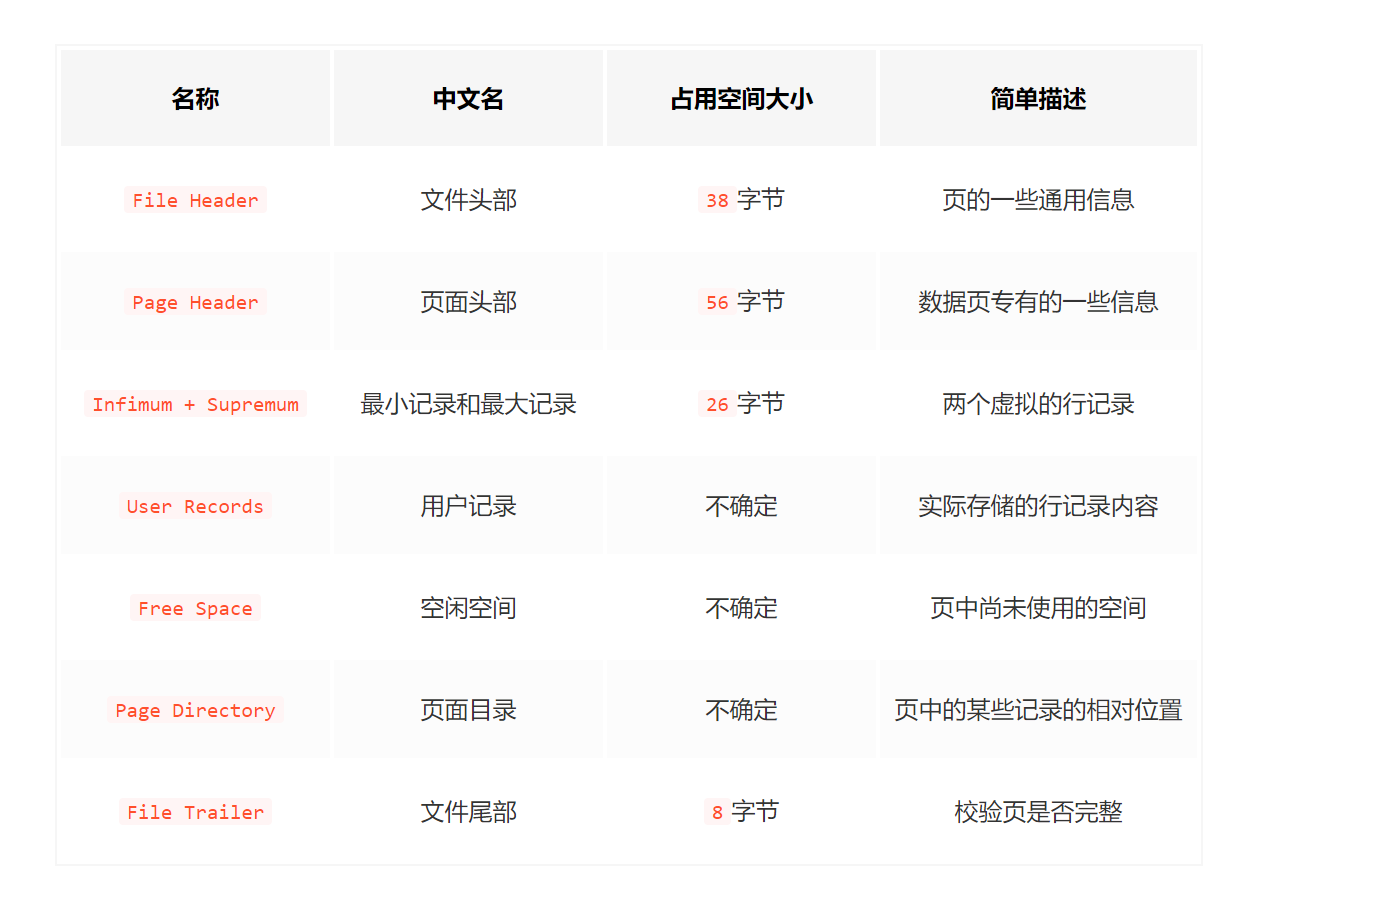 名称 中文名 占用空间大小 简单描述
File Header 文件头部 38 字节 页的一些通用信息
Page Header 页面头部 56 字节 数据页专有的一些信息
Infimum + Supremum 最小记录和最大记录 26 字节 两个虚拟的行记录
User Records 用户记录 不确定 实际存储的行记录内容
Free Space 空闲空间 不确定 页中尚未使用的空间
Page Directory 页面目录 不确定 页中的某些记录的相对位置
File Trailer 文件尾部 8 字节 校验页是否完整